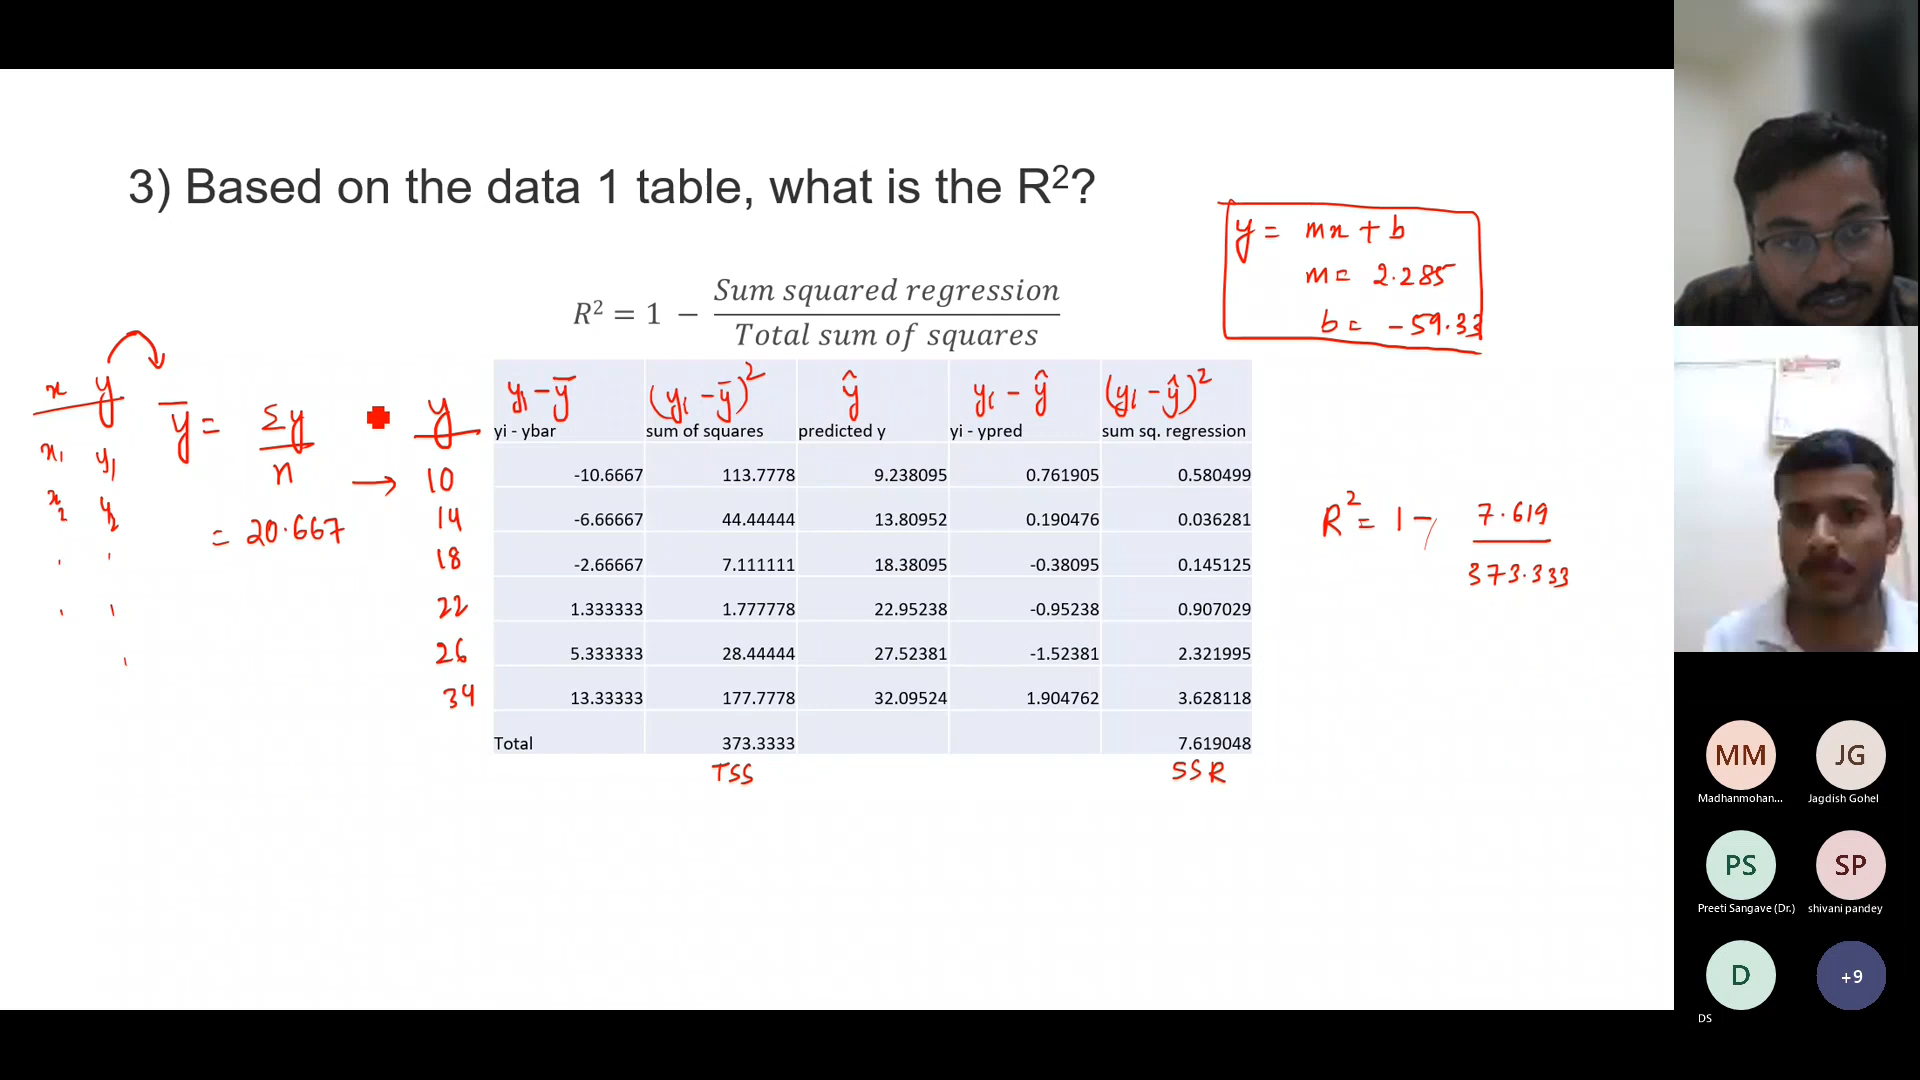 3) Based on the data 1 table, what is the R²?
y = mx + b
m = 2.285
b = -59.33
R² = 1 − Sum squared regression / Total sum of squares
x y
x₁ y₁
x₂ y₂
ȳ = Σy / n
= 20.667
y
10
14
18
22
26
34
yi - ȳ (yi - ȳ)² ŷ yi - ŷ (yi - ŷ)²
yi - ybar sum of squares predicted y yi - ypred sum sq. regression
-10.6667 113.7778 9.238095 0.761905 0.580499
-6.66667 44.44444 13.80952 0.190476 0.036281
-2.66667 7.111111 18.38095 -0.38095 0.145125
1.333333 1.777778 22.95238 -0.95238 0.907029
5.333333 28.44444 27.52381 -1.52381 2.321995
13.33333 177.7778 32.09524 1.904762 3.628118
Total 373.3333 7.619048
TSS SSR
R² = 1 - 7.619 / 373.333
MM JG
Madhanmohan... Jagdish Gohel
PS SP
Preeti Sangave (Dr.) shivani pandey
D +9
DS